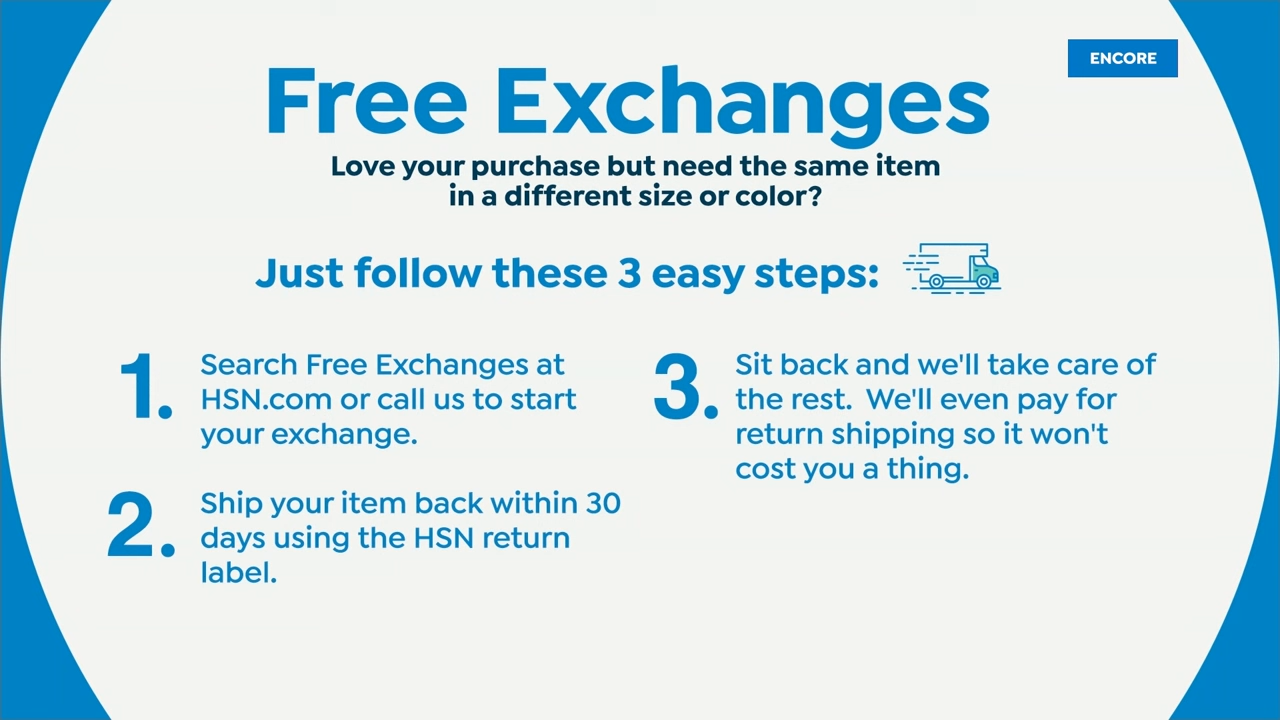 ENCORE
Free Exchanges
Love your purchase but need the same item
in a different size or color?
Just follow these 3 easy steps:
1. Search Free Exchanges at
HSN.com or call us to start
your exchange.
2. Ship your item back within 30
days using the HSN return
label.
3. Sit back and we'll take care of
the rest.  We'll even pay for
return shipping so it won't
cost you a thing.